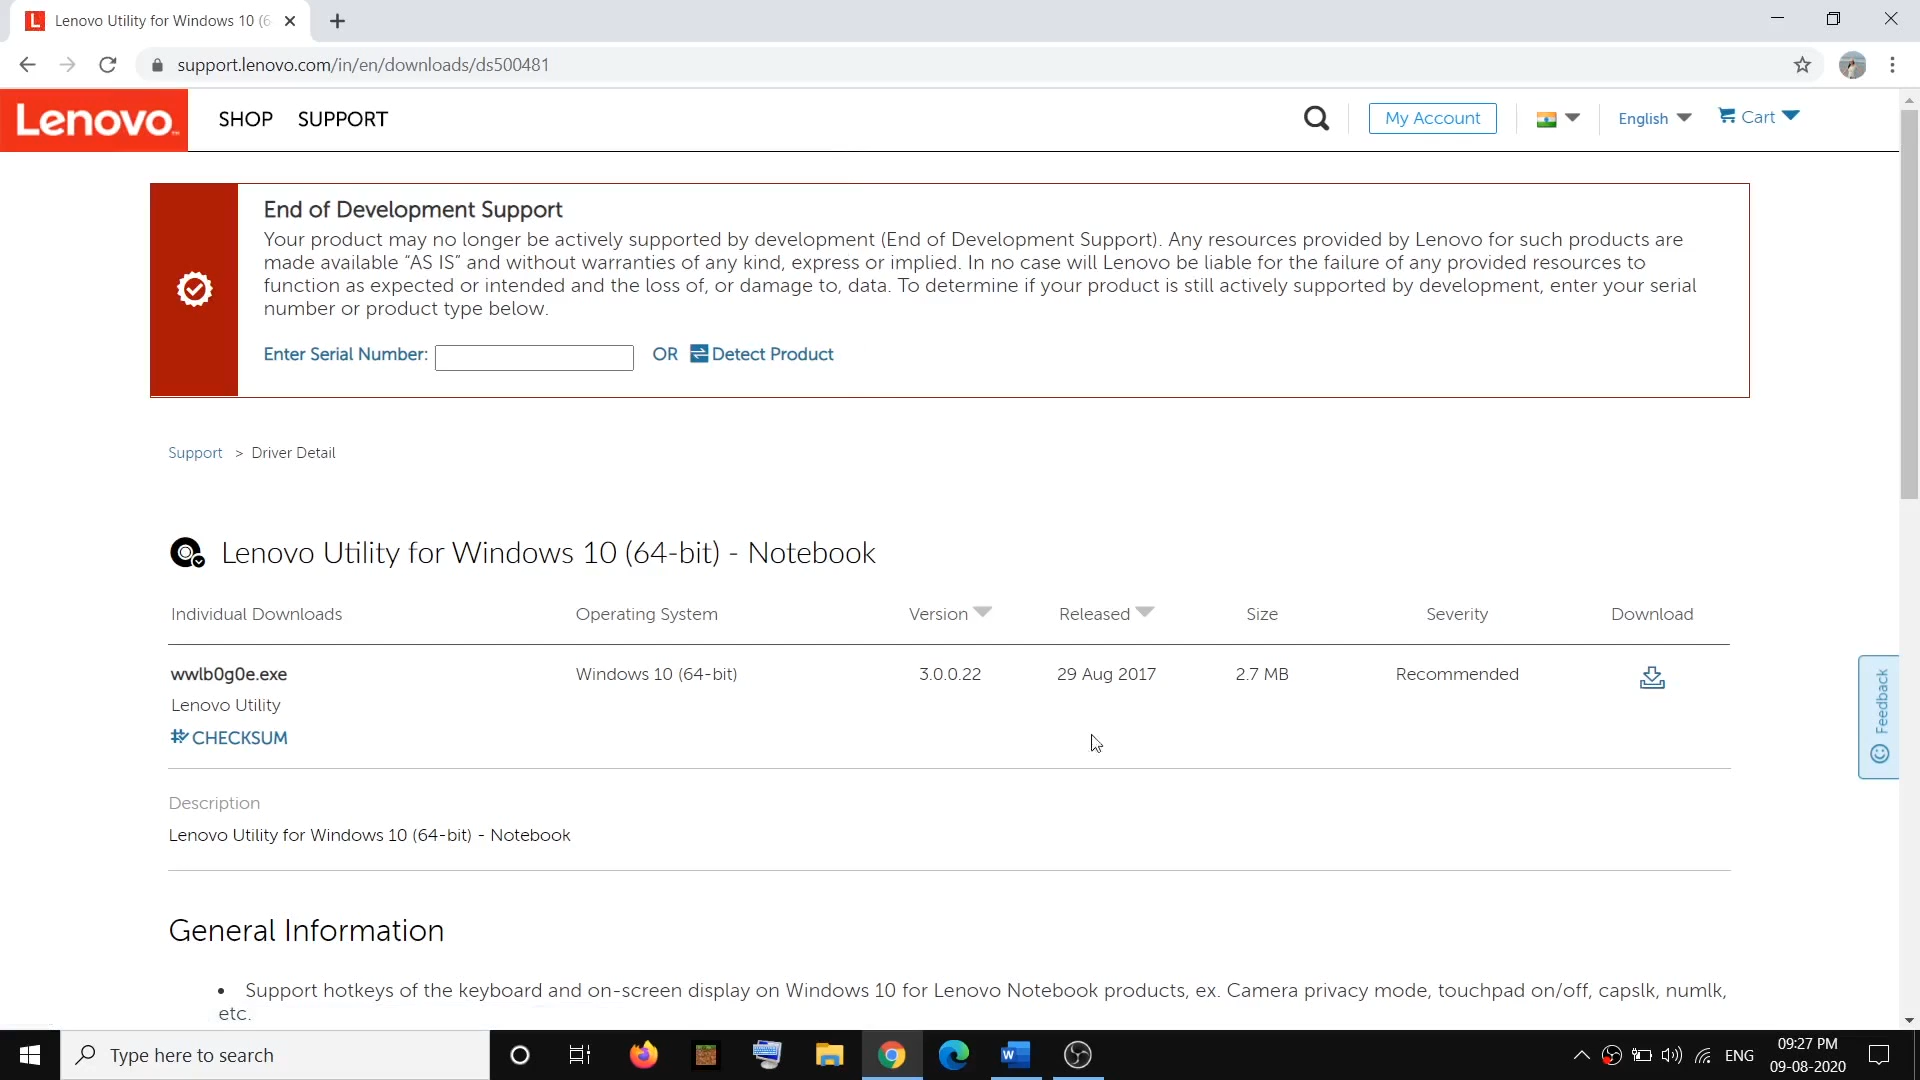 Lenovo Utility for Windows 10 (6
support.lenovo.com/in/en/downloads/ds500481
Lenovo
SHOP SUPPORT
My Account
English
Cart
End of Development Support
Your product may no longer be actively supported by development (End of Development Support). Any resources provided by Lenovo for such products are
made available “AS IS” and without warranties of any kind, express or implied. In no case will Lenovo be liable for the failure of any provided resources to
function as expected or intended and the loss of, or damage to, data. To determine if your product is still actively supported by development, enter your serial
number or product type below.
Enter Serial Number: OR Detect Product
Support > Driver Detail
Lenovo Utility for Windows 10 (64-bit) - Notebook
Individual Downloads Operating System Version Released Size Severity Download
wwlb0g0e.exe Windows 10 (64-bit) 3.0.0.22 29 Aug 2017 2.7 MB Recommended
Lenovo Utility
CHECKSUM
Feedback
Description
Lenovo Utility for Windows 10 (64-bit) - Notebook
General Information
• Support hotkeys of the keyboard and on-screen display on Windows 10 for Lenovo Notebook products, ex. Camera privacy mode, touchpad on/off, capslk, numlk,
etc.
Type here to search
ENG
09:27 PM
09-08-2020